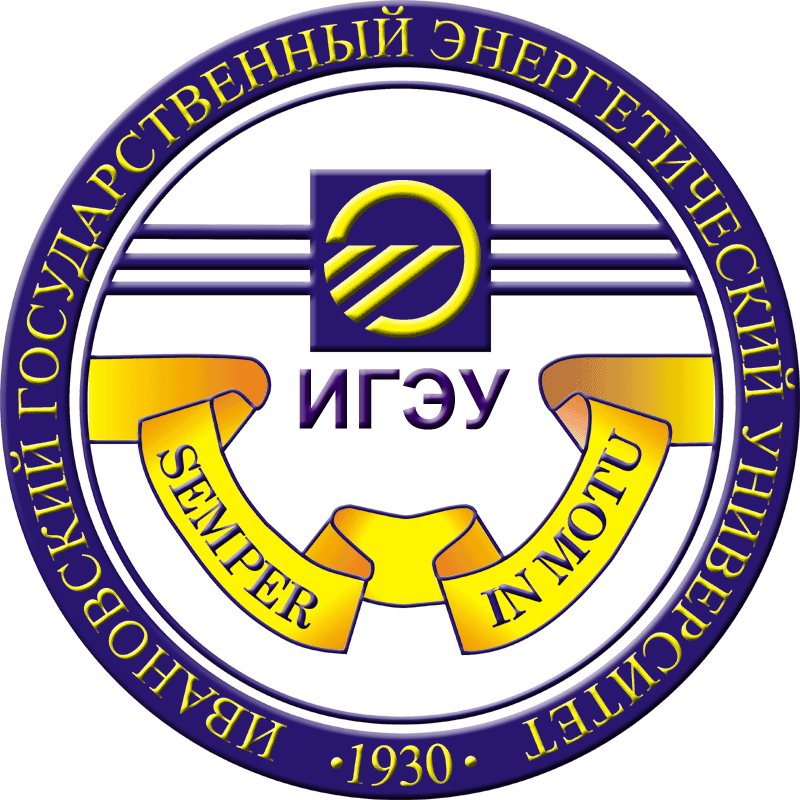 ИВАНОВСКИЙ ГОСУДАРСТВЕННЫЙ ЭНЕРГЕТИЧЕСКИЙ УНИВЕРСИТЕТ
ИГЭУ
SEMPER IN MOTU
·1930·